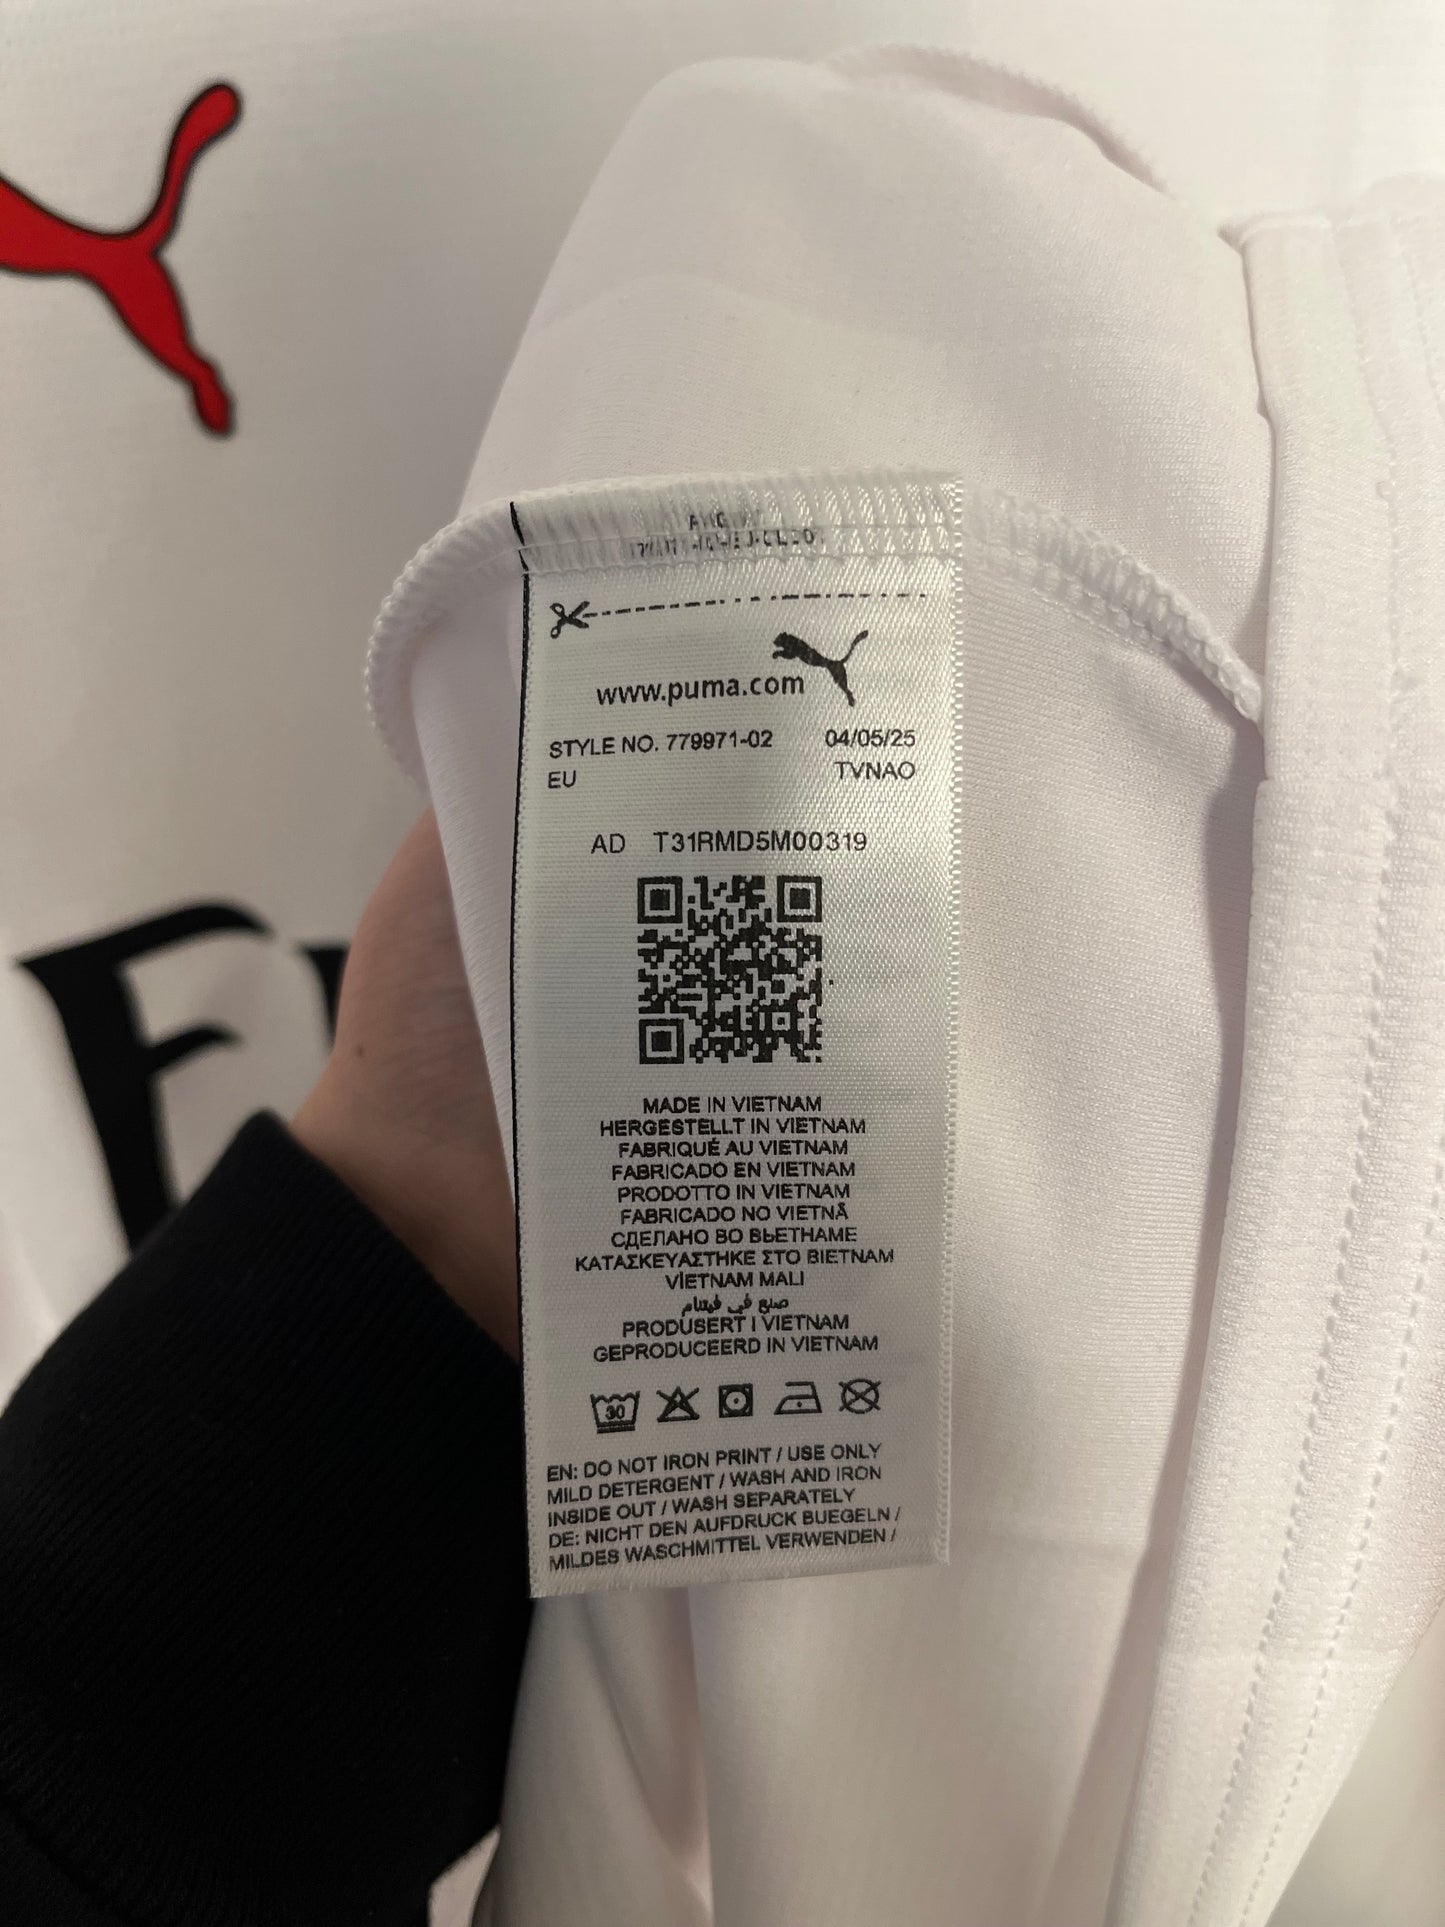 www.puma.com
STYLE NO. 779971-02 04/05/25
EU TVNAO
AD T31RMD5M00319
MADE IN VIETNAM
HERGESTELLT IN VIETNAM
FABRIQUÉ AU VIETNAM
FABRICADO EN VIETNAM
PRODOTTO IN VIETNAM
FABRICADO NO VIETNÃ
СДЕЛАНО ВО ВЬЕТНАМЕ
ΚΑΤΑΣΚΕΥΑΣΤΗΚΕ ΣΤΟ ΒΙΕΤΝΑΜ
VİETNAM MALI
صنع في فيتنام
PRODUSERT I VIETNAM
GEPRODUCEERD IN VIETNAM
30
EN: DO NOT IRON PRINT / USE ONLY
MILD DETERGENT / WASH AND IRON
INSIDE OUT / WASH SEPARATELY
DE: NICHT DEN AUFDRUCK BUEGELN /
MILDES WASCHMITTEL VERWENDEN /